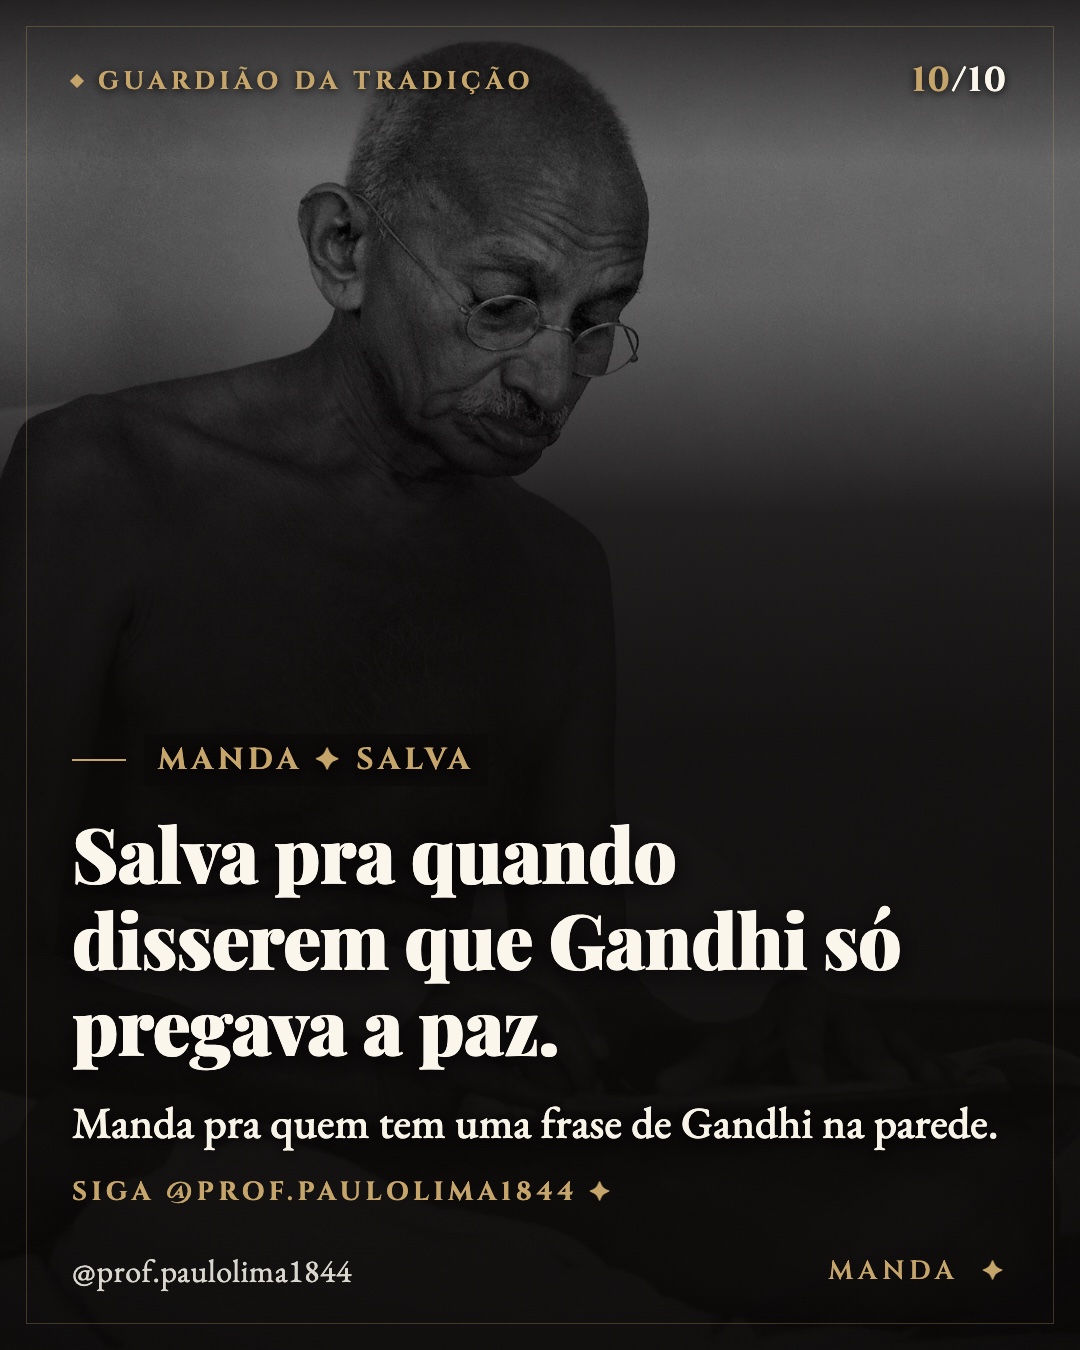 ◆ GUARDIÃO DA TRADIÇÃO
10/10
MANDA ✦ SALVA
Salva pra quando
disserem que Gandhi só
pregava a paz.
Manda pra quem tem uma frase de Gandhi na parede.
SIGA @PROF.PAULOLIMA1844 ✦
@prof.paulolima1844
MANDA ✦